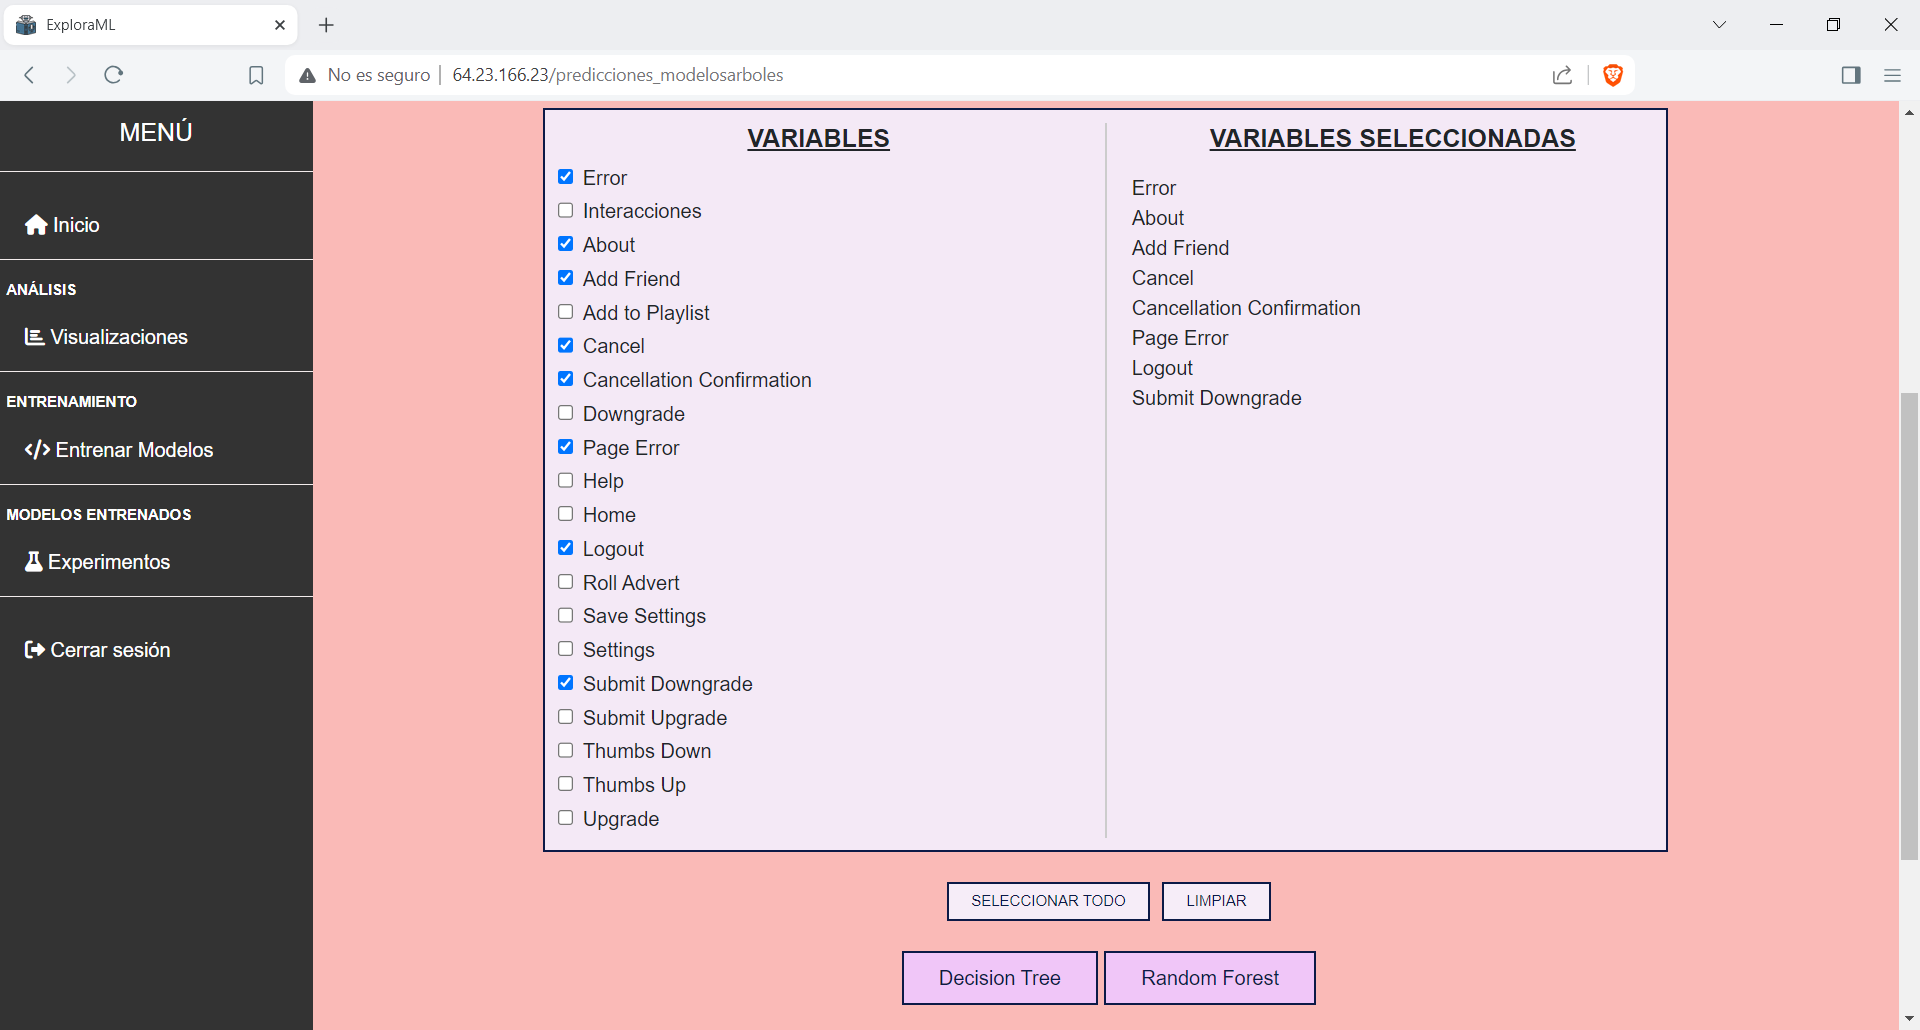 ExploraML
No es seguro
64.23.166.23/predicciones_modelosarboles
MENÚ
Inicio
ANÁLISIS
Visualizaciones
ENTRENAMIENTO
Entrenar Modelos
MODELOS ENTRENADOS
Experimentos
Cerrar sesión
VARIABLES
Error
Interacciones
About
Add Friend
Add to Playlist
Cancel
Cancellation Confirmation
Downgrade
Page Error
Help
Home
Logout
Roll Advert
Save Settings
Settings
Submit Downgrade
Submit Upgrade
Thumbs Down
Thumbs Up
Upgrade
VARIABLES SELECCIONADAS
Error
About
Add Friend
Cancel
Cancellation Confirmation
Page Error
Logout
Submit Downgrade
SELECCIONAR TODO
LIMPIAR
Decision Tree
Random Forest